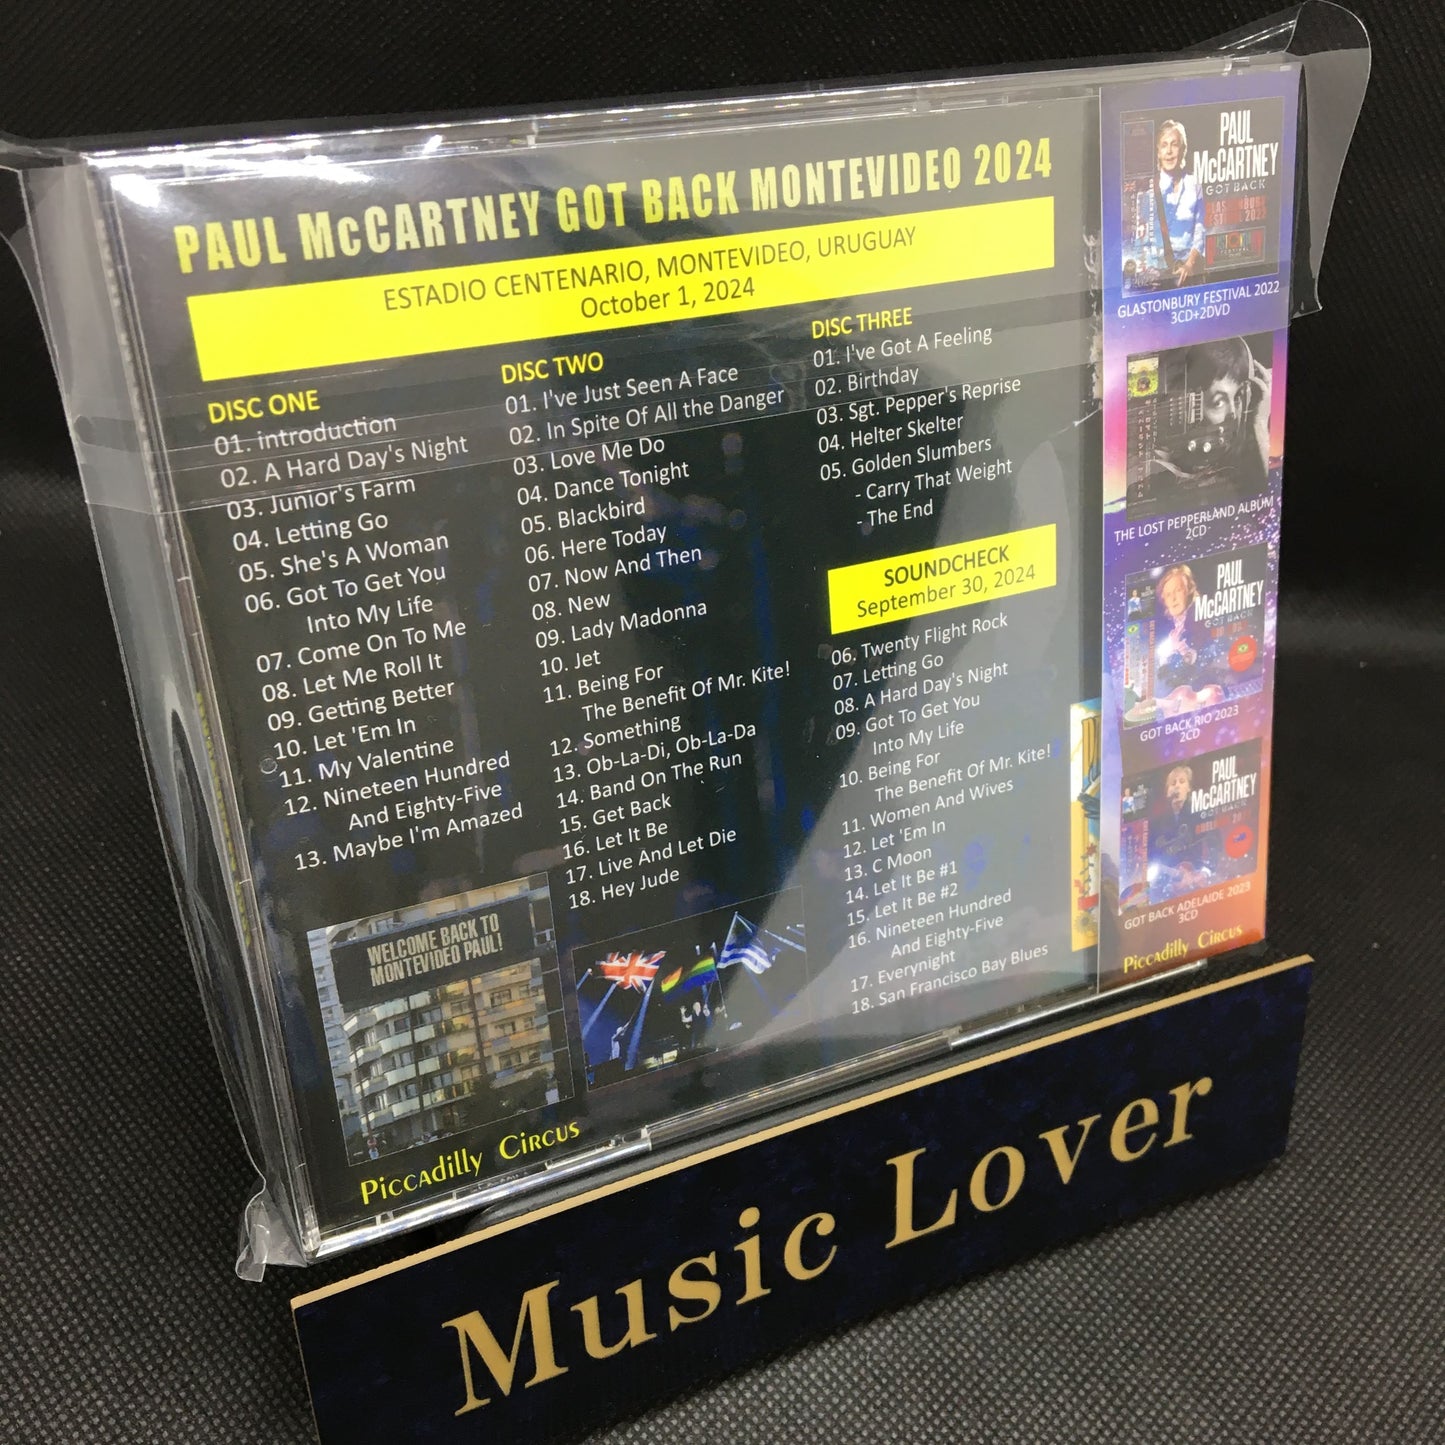 PAUL McCARTNEY GOT BACK MONTEVIDEO 2024
ESTADIO CENTENARIO, MONTEVIDEO, URUGUAY
October 1, 2024
DISC ONE
01. introduction
02. A Hard Day's Night
03. Junior's Farm
04. Letting Go
05. She's A Woman
06. Got To Get You
Into My Life
07. Come On To Me
08. Let Me Roll It
09. Getting Better
10. Let 'Em In
11. My Valentine
12. Nineteen Hundred
And Eighty-Five
13. Maybe I'm Amazed
DISC TWO
01. I've Just Seen A Face
02. In Spite Of All the Danger
03. Love Me Do
04. Dance Tonight
05. Blackbird
06. Here Today
07. Now And Then
08. New
09. Lady Madonna
10. Jet
11. Being For
The Benefit Of Mr. Kite!
12. Something
13. Ob-La-Di, Ob-La-Da
14. Band On The Run
15. Get Back
16. Let It Be
17. Live And Let Die
18. Hey Jude
DISC THREE
01. I've Got A Feeling
02. Birthday
03. Sgt. Pepper's Reprise
04. Helter Skelter
05. Golden Slumbers
- Carry That Weight
- The End
SOUNDCHECK
September 30, 2024
06. Twenty Flight Rock
07. Letting Go
08. A Hard Day's Night
09. Got To Get You
Into My Life
10. Being For
The Benefit Of Mr. Kite!
11. Women And Wives
12. Let 'Em In
13. C Moon
14. Let It Be #1
15. Let It Be #2
16. Nineteen Hundred
And Eighty-Five
17. Everynight
18. San Francisco Bay Blues
WELCOME BACK TO
MONTEVIDEO PAUL!
Piccadilly Circus
PAUL
McCARTNEY
GOT BACK
GLASTONBURY FESTIVAL 2022
3CD+2DVD
THE LOST PEPPERLAND ALBUM
2CD
PAUL
McCARTNEY
GOT BACK
GOT BACK RIO 2023
2CD
PAUL
McCARTNEY
GOT BACK
GOT BACK ADELAIDE 2023
3CD
Piccadilly Circus
Music Lover